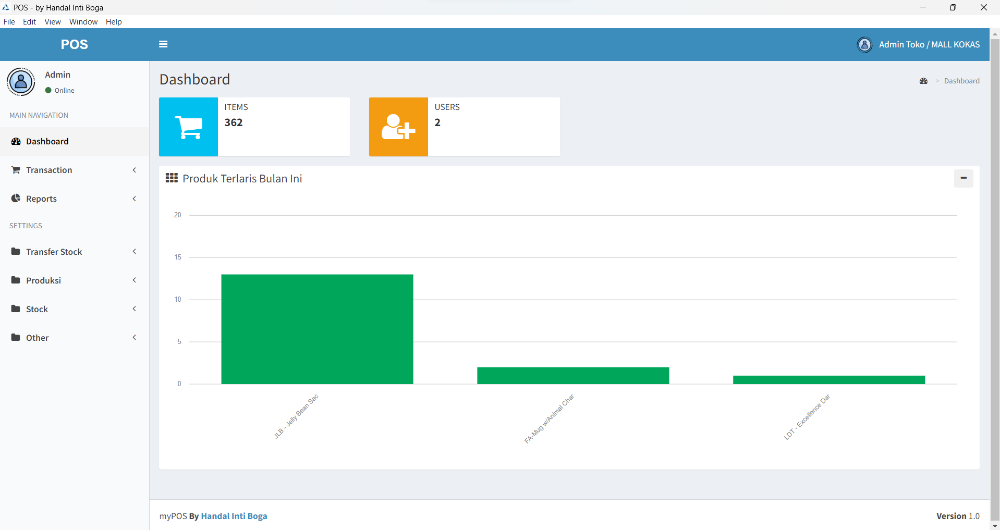 POS - by Handal Inti Boga
File Edit View Window Help
POS
Admin Toko / MALL KOKAS
Admin
Online
MAIN NAVIGATION
Dashboard
Transaction
Reports
SETTINGS
Transfer Stock
Produksi
Stock
Other
Dashboard
> Dashboard
ITEMS
362
USERS
2
Produk Terlaris Bulan Ini
20
15
10
5
0
JLB - Jelly Bean Sac
FA-Mug w/Animal Char
LDT - Excellence Dar
myPOS By Handal Inti Boga
Version 1.0